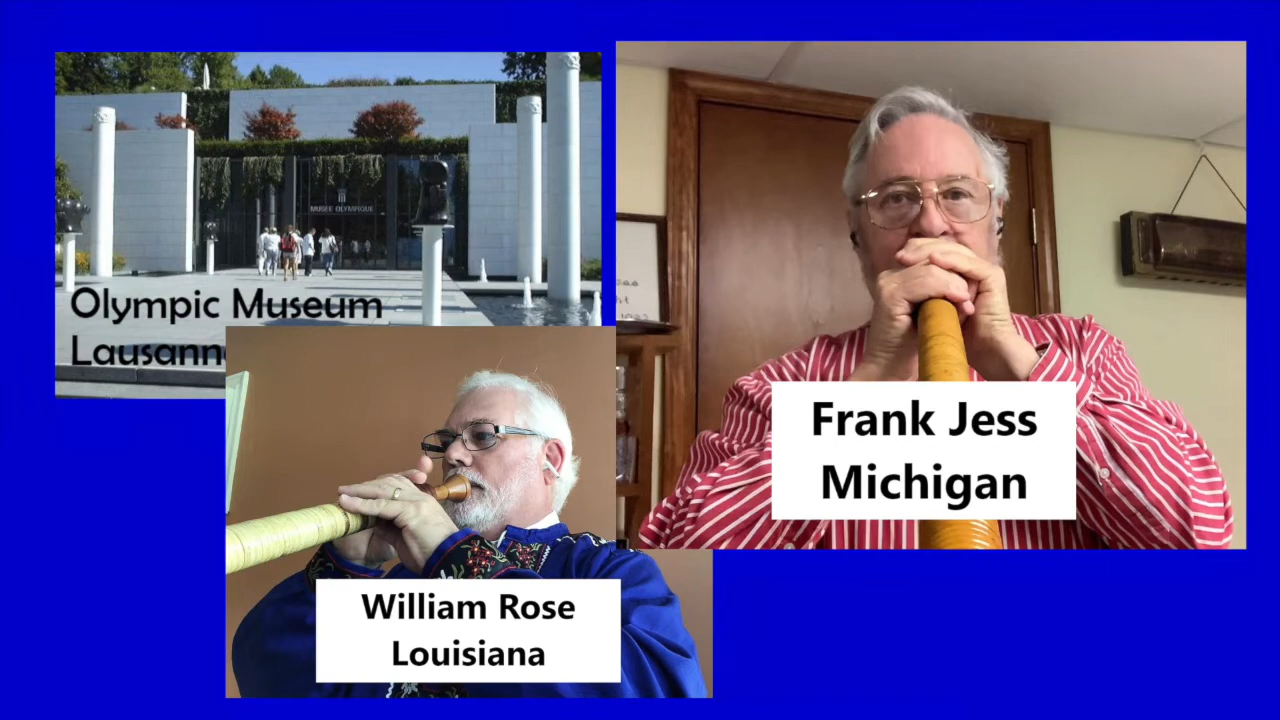 MUSEE OLYMPIQUE
Olympic Museum
Lausann
Frank Jess
Michigan
William Rose
Louisiana